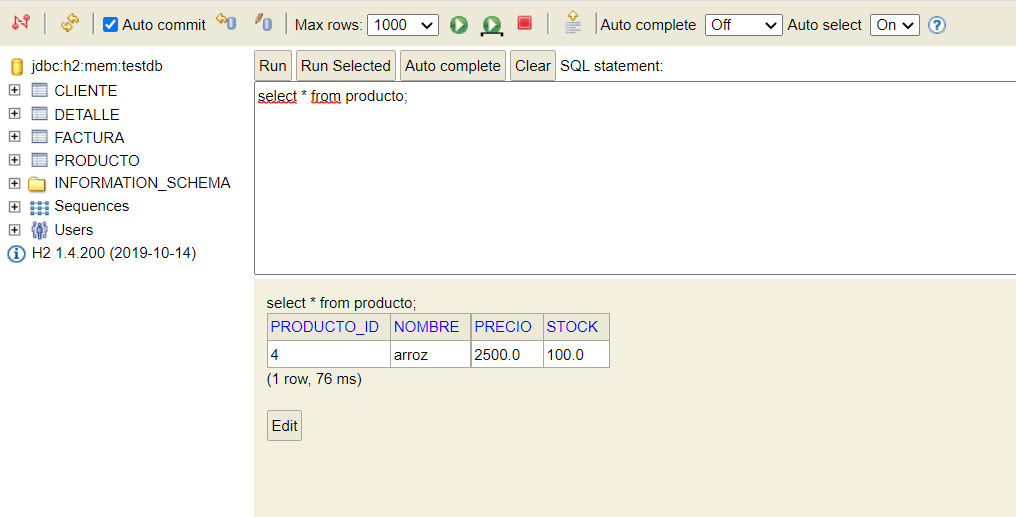 Auto commit Max rows: 1000 Auto complete Off Auto select On ?
jdbc:h2:mem:testdb
CLIENTE
DETALLE
FACTURA
PRODUCTO
INFORMATION_SCHEMA
Sequences
Users
H2 1.4.200 (2019-10-14)
Run Run Selected Auto complete Clear SQL statement:
select * from producto;
select * from producto;
PRODUCTO_ID NOMBRE PRECIO STOCK
4 arroz 2500.0 100.0
(1 row, 76 ms)
Edit